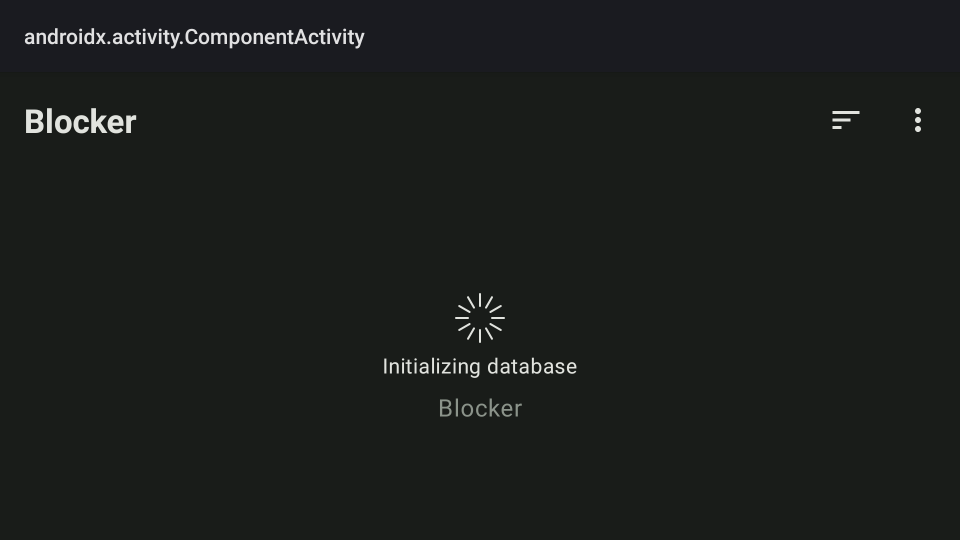 androidx.activity.ComponentActivity
Blocker
Initializing database
Blocker